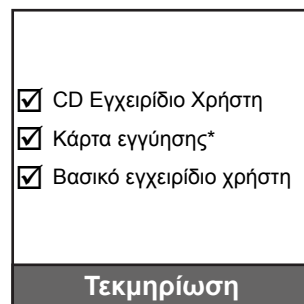 CD Εγχειρίδιο Χρήστη
Κάρτα εγγύησης*
Βασικό εγχειρίδιο χρήστη
Τεκμηρίωση